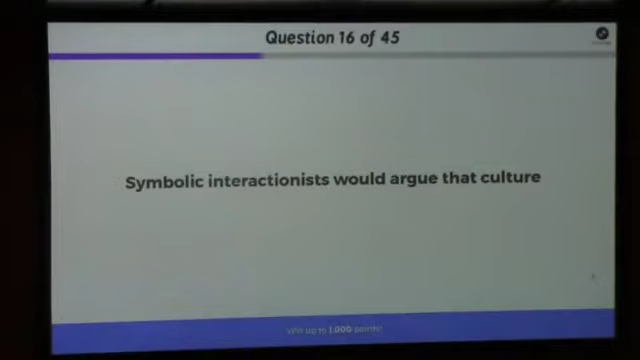 Question 16 of 45
Symbolic interactionists would argue that culture
Win up to 1,000 points!